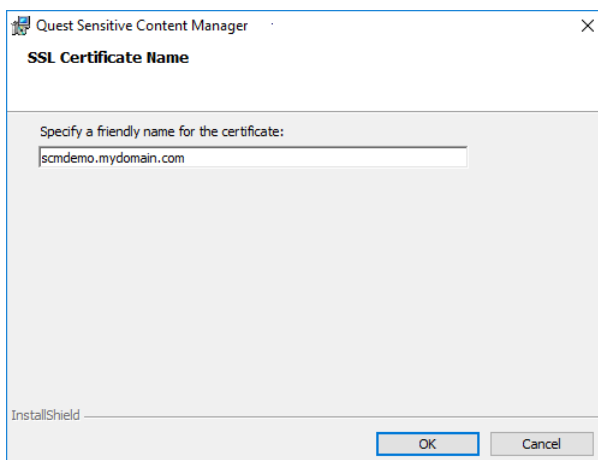 Quest Sensitive Content Manager
SSL Certificate Name
Specify a friendly name for the certificate:
scmdemo.mydomain.com
InstallShield
OK Cancel